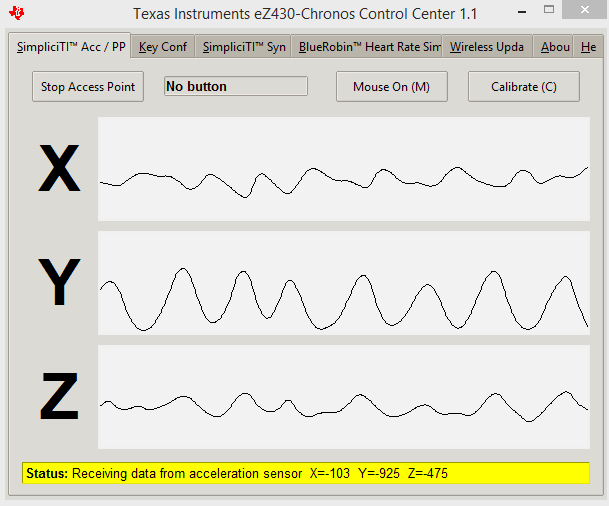 Texas Instruments eZ430-Chronos Control Center 1.1
SimpliciTI™ Acc / PP Key Conf SimpliciTI™ Syn BlueRobin™ Heart Rate Sim Wireless Upda Abou He
Stop Access Point No button Mouse On (M) Calibrate (C)
X
Y
Z
Status: Receiving data from acceleration sensor X=-103 Y=-925 Z=-475